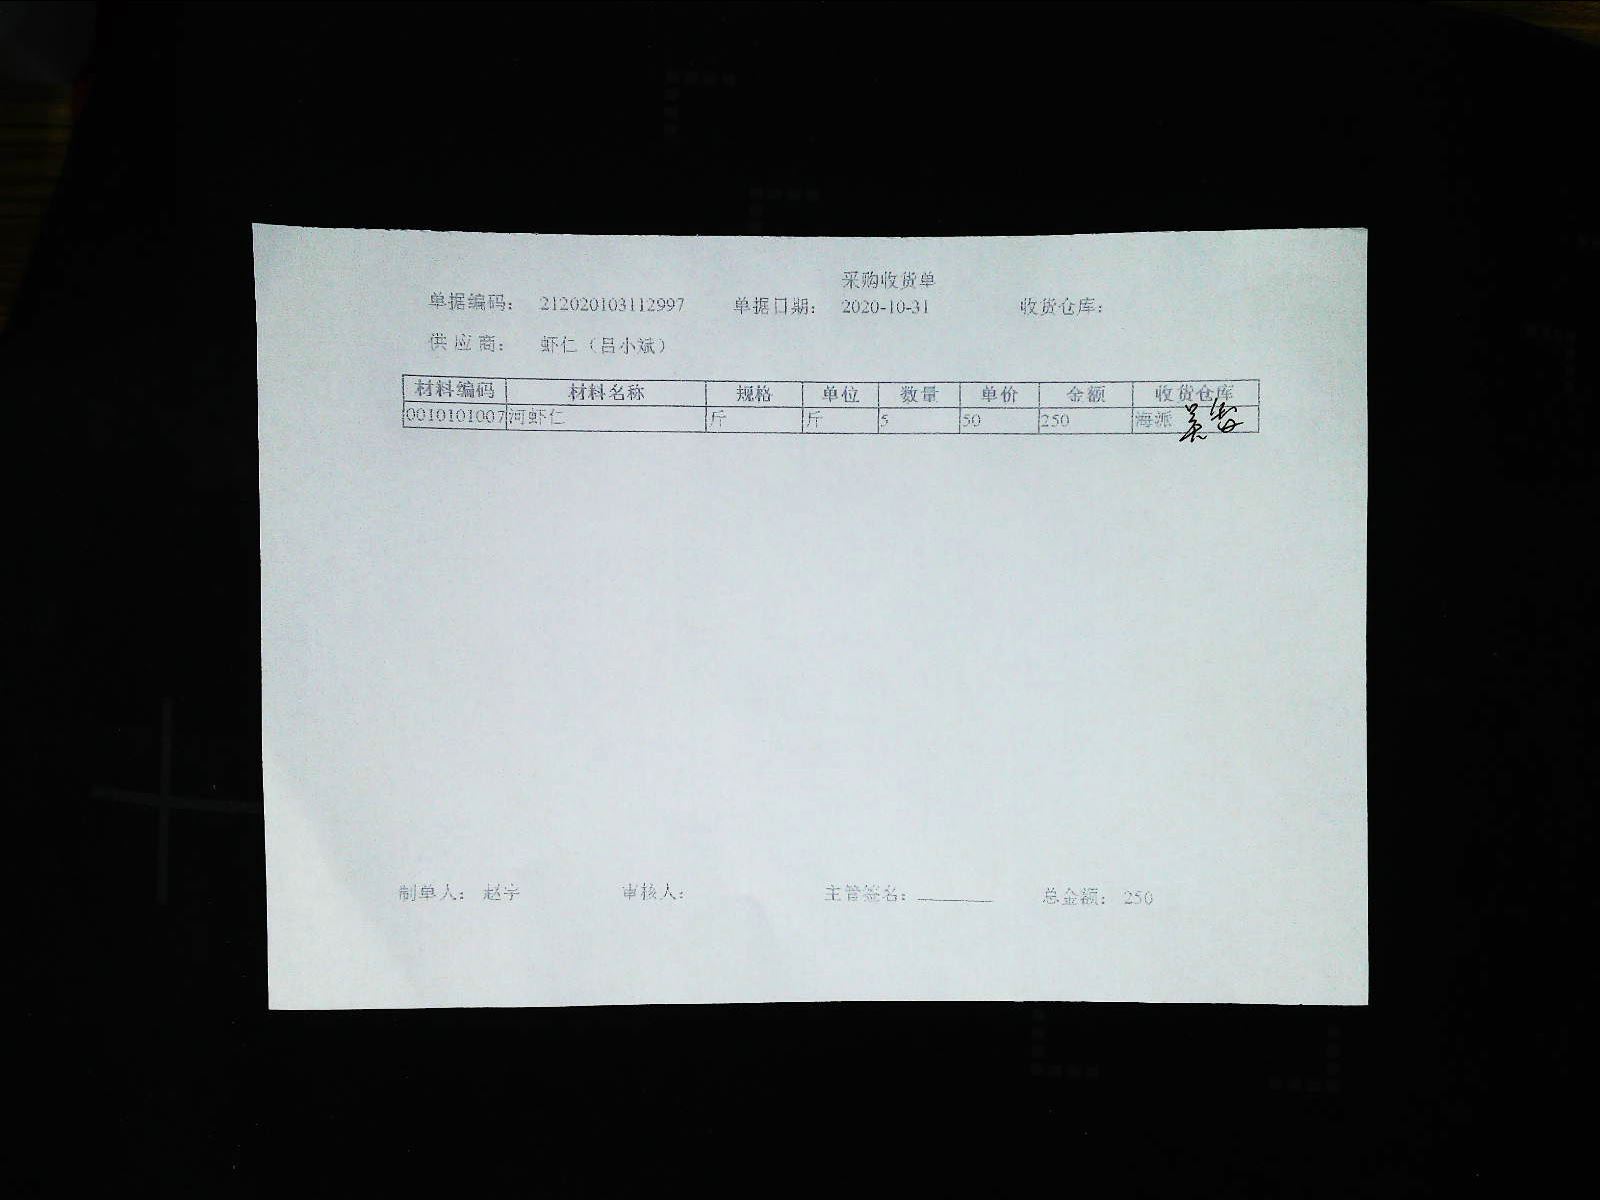 采购收货单
单据编码： 212020103112997 单据日期： 2020-10-31 收货仓库：
供应商： 虾仁（吕小斌）
材料编码 材料名称 规格 单位 数量 单价 金额 收货仓库
0010101007 河虾仁 斤 斤 5 50 250 海派
制单人： 赵宇 审核人： 主管签名： 总金额： 250